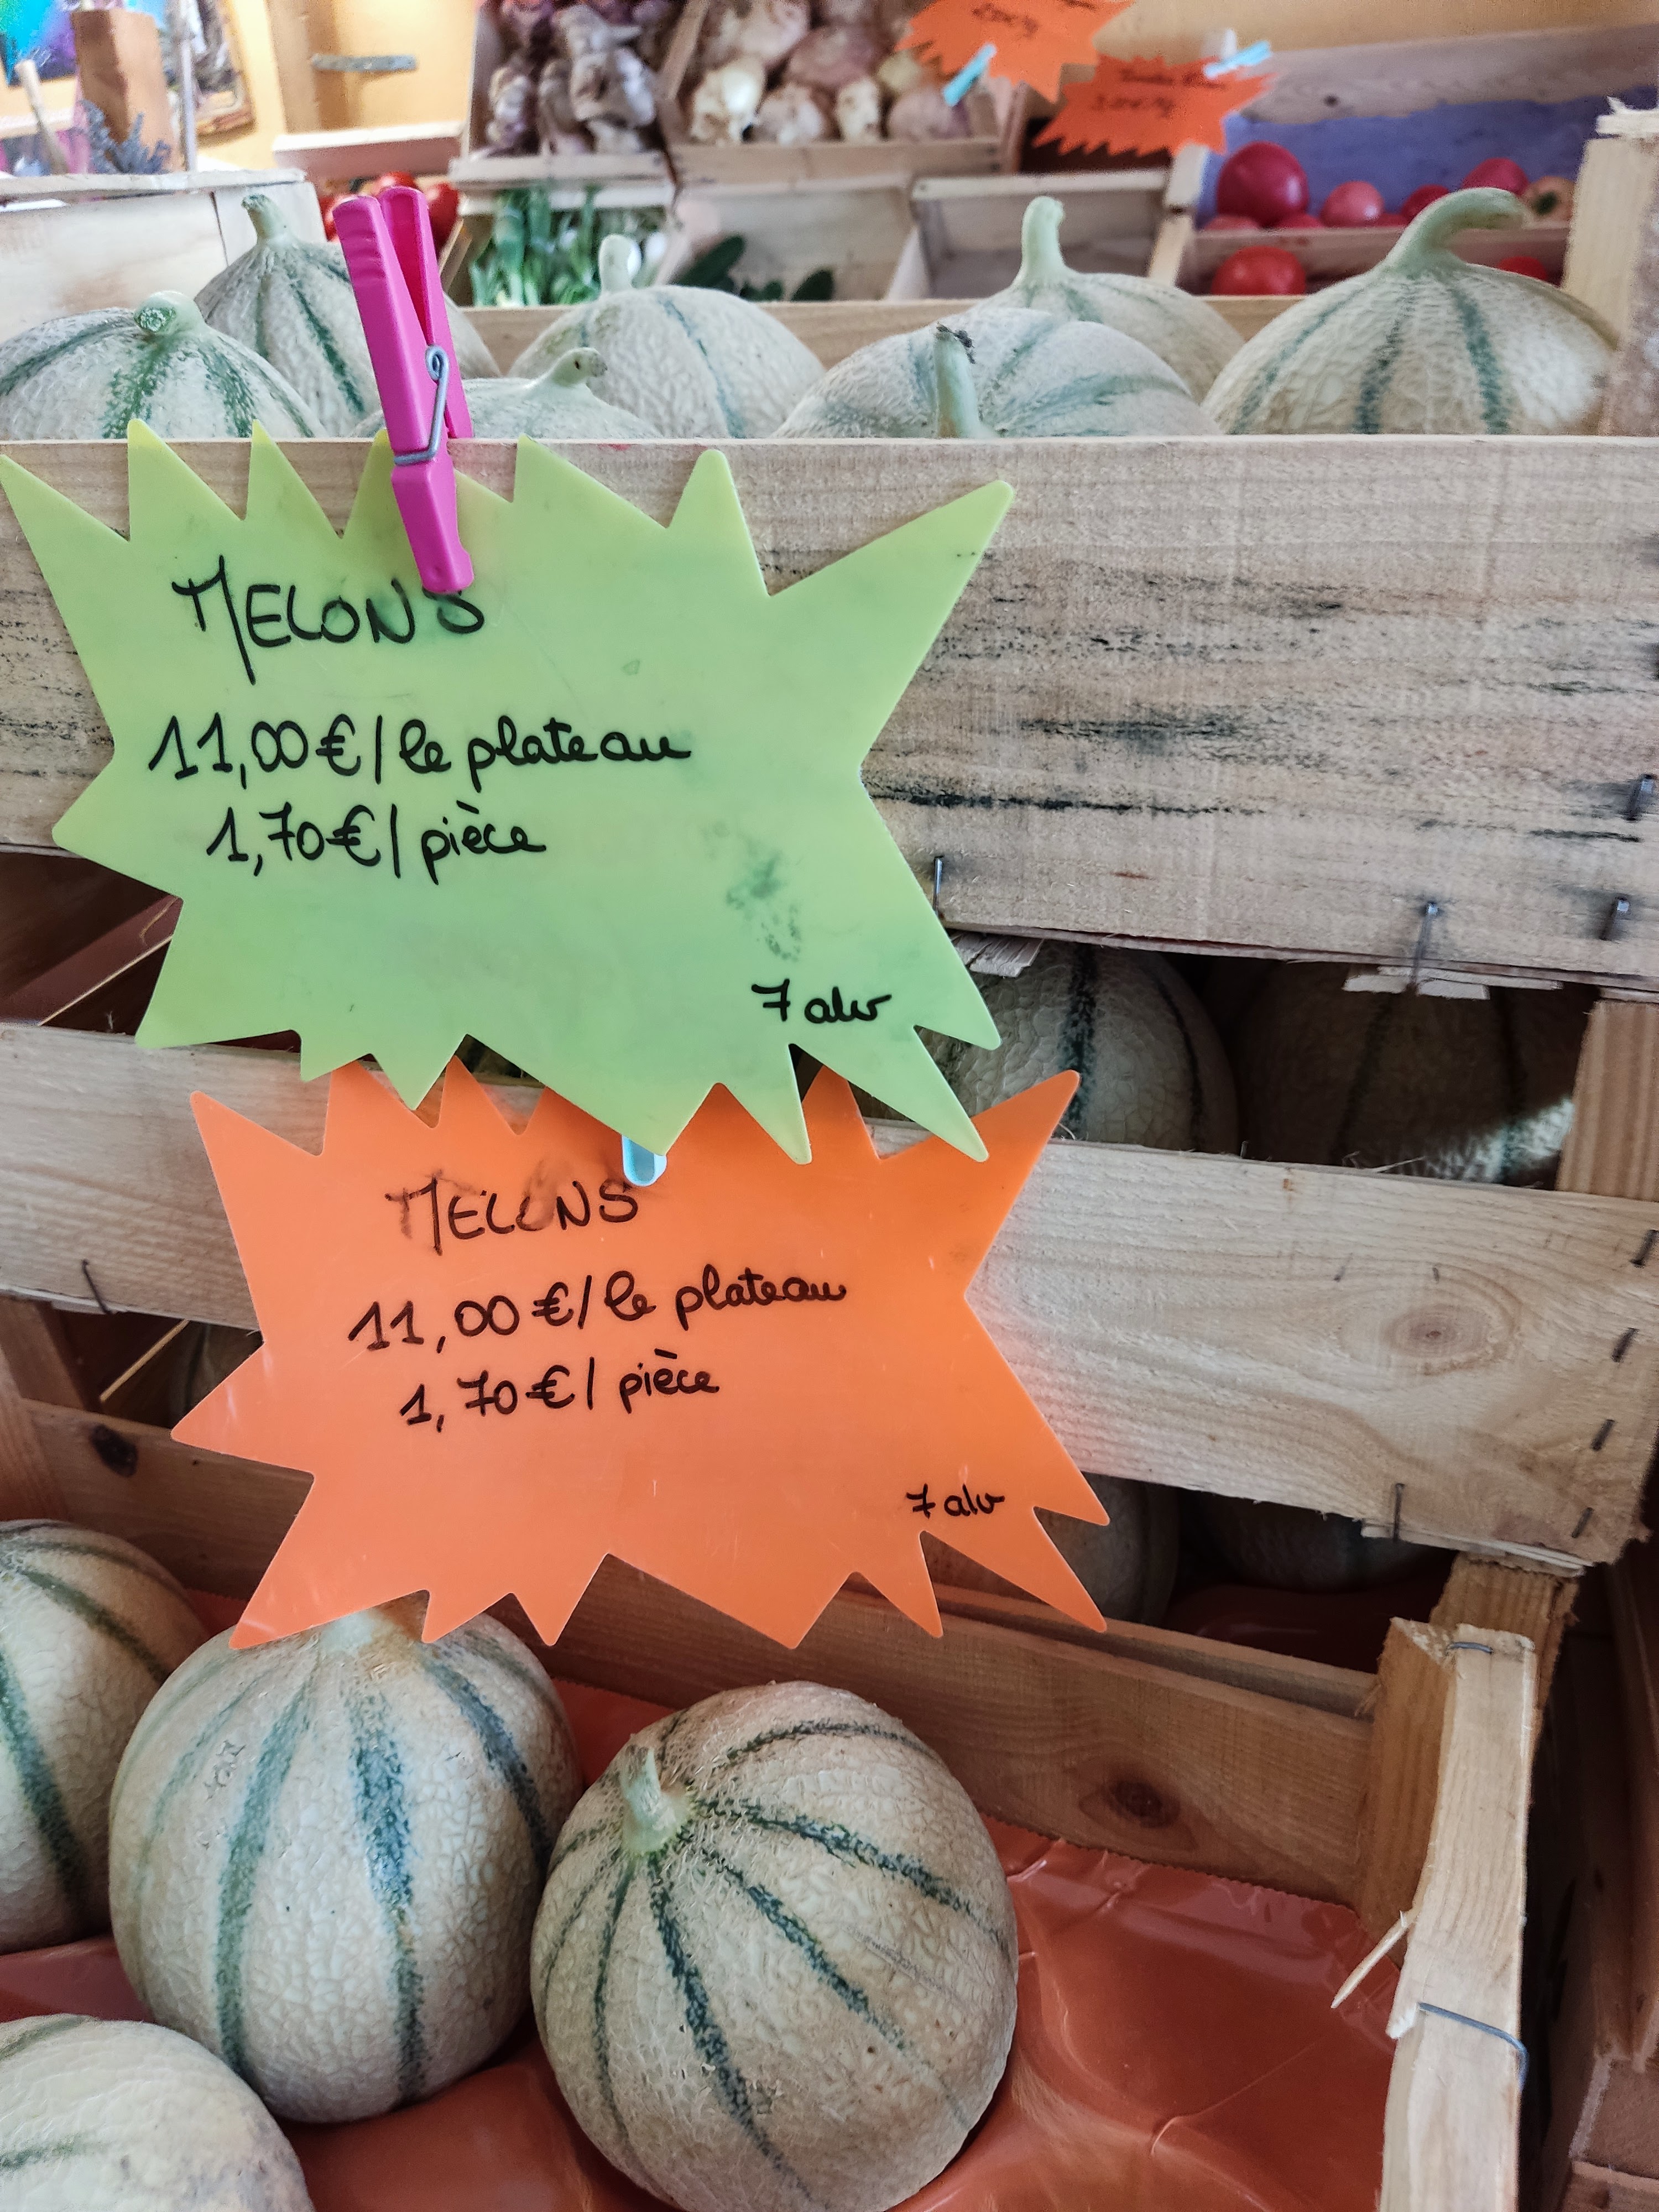 MELONS
11,00€/le plateau
1,70€/pièce
7 alv
MELONS
11,00€/le plateau
1,70€/pièce
7 alv